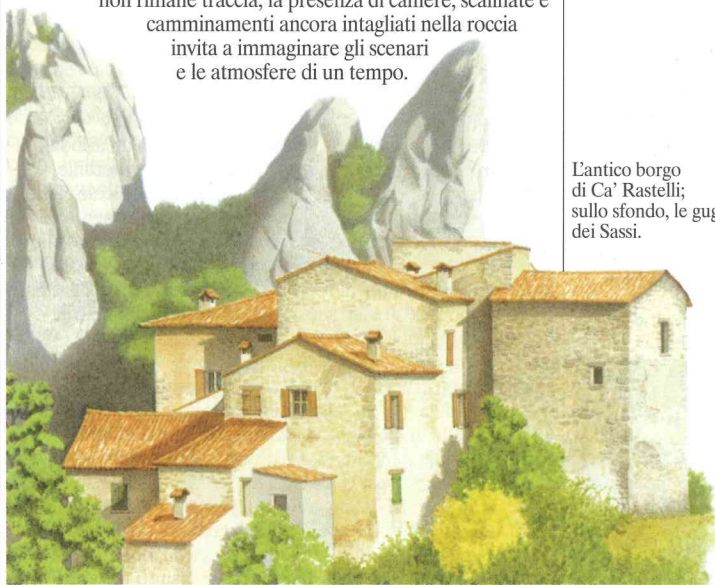 non rimane traccia, la presenza di camere, scalinate e
camminamenti ancora intagliati nella roccia
invita a immaginare gli scenari
e le atmosfere di un tempo.
L'antico borgo
di Ca' Rastelli;
sullo sfondo, le
dei Sassi.